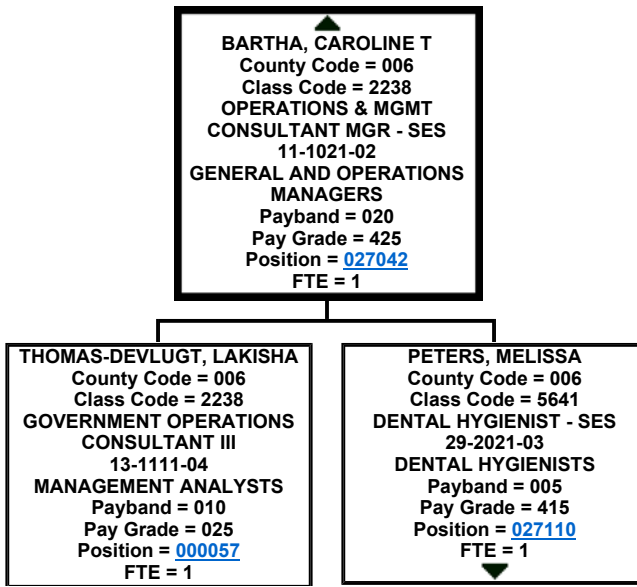 BARTHA, CAROLINE T
County Code = 006
Class Code = 2238
OPERATIONS & MGMT
CONSULTANT MGR - SES
11-1021-02
GENERAL AND OPERATIONS
MANAGERS
Payband = 020
Pay Grade = 425
Position = 027042
FTE = 1
THOMAS-DEVLUGT, LAKISHA
County Code = 006
Class Code = 2238
GOVERNMENT OPERATIONS
CONSULTANT III
13-1111-04
MANAGEMENT ANALYSTS
Payband = 010
Pay Grade = 025
Position = 000057
FTE = 1
PETERS, MELISSA
County Code = 006
Class Code = 5641
DENTAL HYGIENIST - SES
29-2021-03
DENTAL HYGIENISTS
Payband = 005
Pay Grade = 415
Position = 027110
FTE = 1